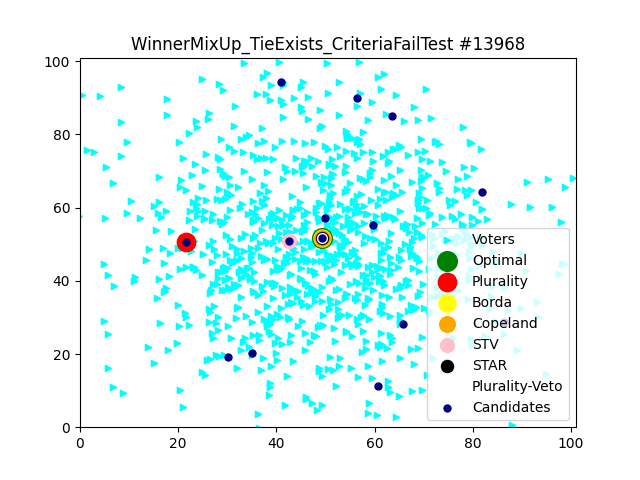 WinnerMixUp_TieExists_CriteriaFailTest #13968
100
80
60
40
20
0
0
20
40
60
80
100
Voters
Optimal
Plurality
Borda
Copeland
STV
STAR
Plurality-Veto
Candidates